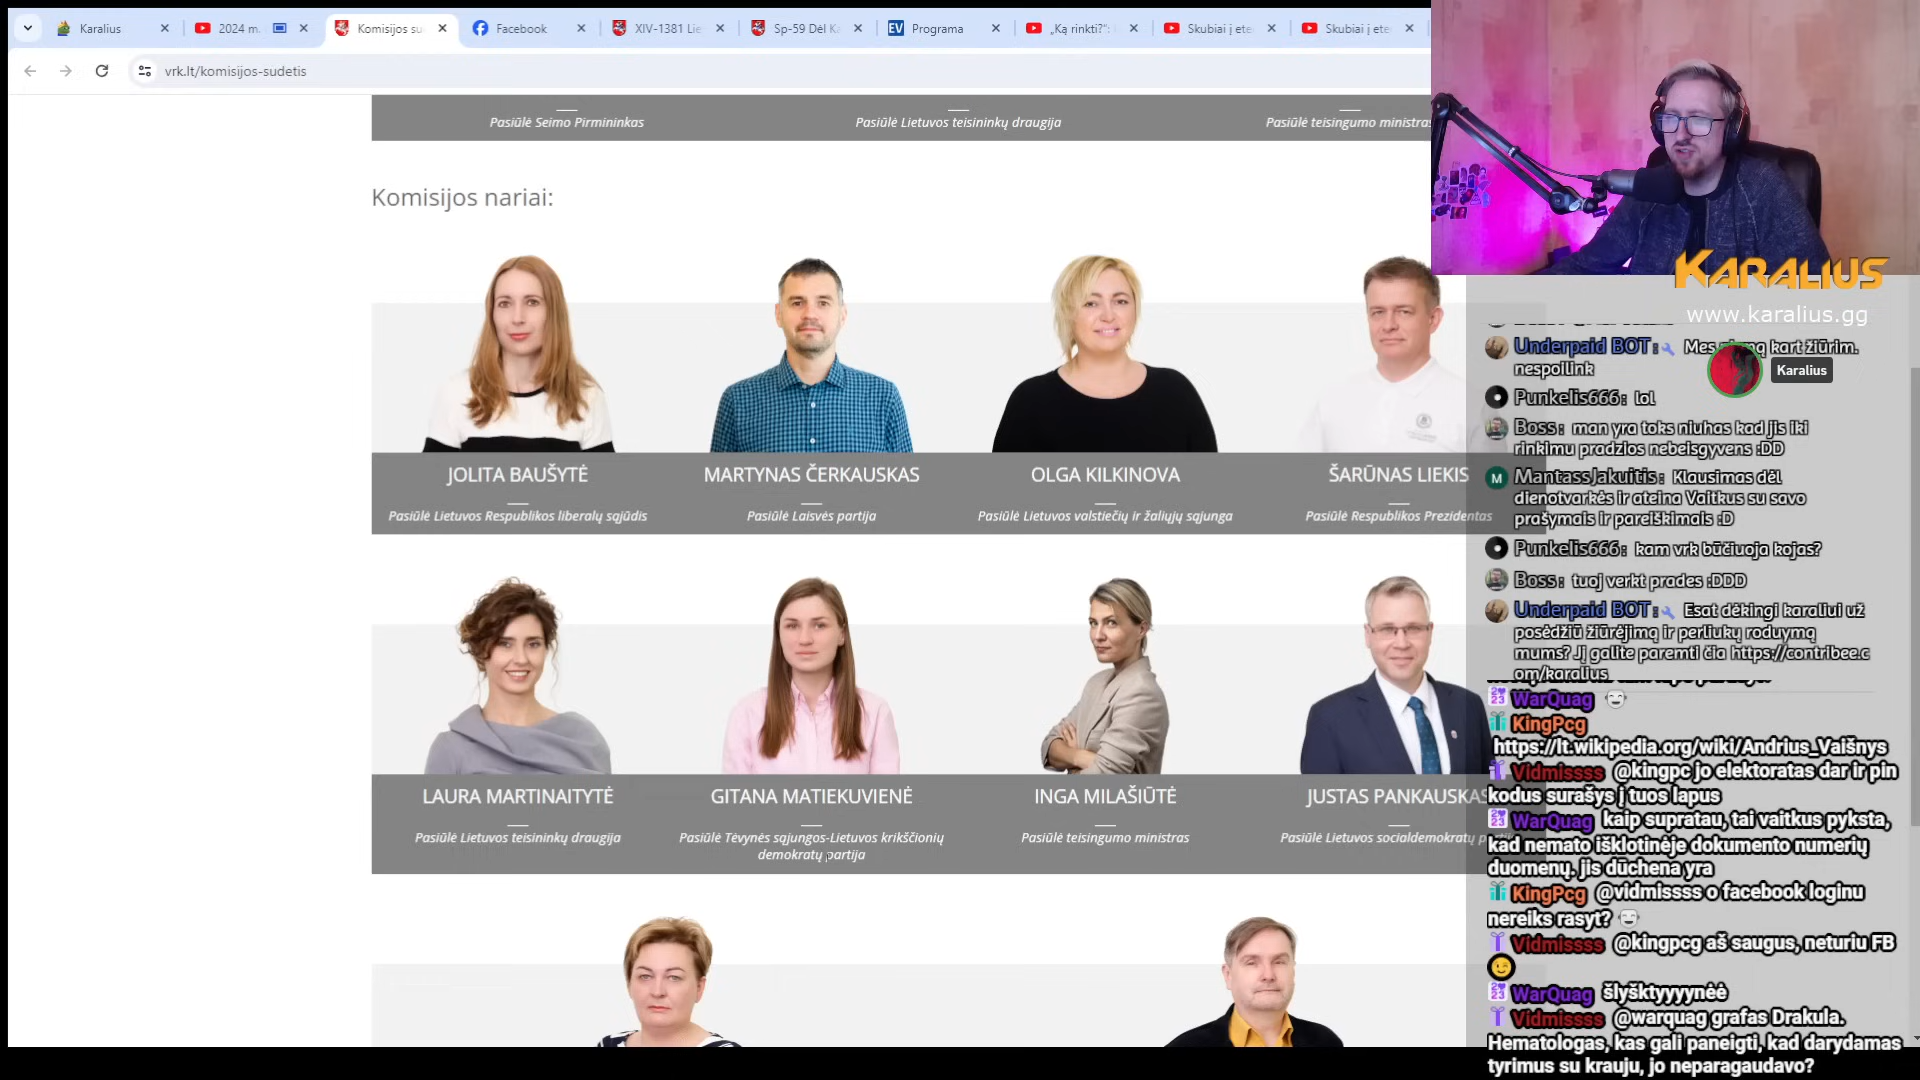 Karalius
2024 m.
Komisijos su
Facebook
XIV-1381 Lie
Sp-59 Dėl Ka
EV
Programa
„Ką rinkti?“:
Skubiai į ete
Skubiai į ete
vrk.lt/komisijos-sudetis
Pasiūlė Seimo Pirmininkas
Pasiūlė Lietuvos teisininkų draugija
Pasiūlė teisingumo ministras
Komisijos nariai:
JOLITA BAUŠYTĖ
MARTYNAS ČERKAUSKAS
OLGA KILKINOVA
ŠARŪNAS LIEKIS
Pasiūlė Lietuvos Respublikos liberalų sąjūdis
Pasiūlė Laisvės partija
Pasiūlė Lietuvos valstiečių ir žaliųjų sąjunga
Pasiūlė Respublikos Prezidentas
LAURA MARTINAITYTĖ
GITANA MATIEKUVIENĖ
INGA MILAŠIŪTĖ
JUSTAS PANKAUSKAS
Pasiūlė Lietuvos teisininkų draugija
Pasiūlė Tėvynės sąjungos-Lietuvos krikščionių
demokratų partija
Pasiūlė teisingumo ministras
Pasiūlė Lietuvos socialdemokratų
KARALIUS
www.karalius.gg
Karalius
Underpaid BOT: Mes kart žiūrim.
nespoilink
Punkelis666: lol
Boss: man yra toks niuhas kad jis iki
rinkimu pradzios nebeisgyvens :DD
M
MantassJakuitis: Klausimas dėl
dienotvarkės ir ateina Vaitkus su savo
prašymais ir pareiškimais :D
Punkelis666: kam vrk būčiuoja kojas?
Boss: tuoj verkt prades :DDD
Underpaid BOT: Esat dėkingi karaliui už
posėdžiū žiūrėjimą ir perliukų roduymą
mums? Jį galite paremti čia https://contribee.c
om/karalius
WarQuag
KingPcg
https://lt.wikipedia.org/wiki/Andrius_Vaišnys
Vidmissss @kingpc jo elektoratas dar ir pin
kodus surašys į tuos lapus
WarQuag kaip supratau, tai vaitkus pyksta,
kad nemato išklotinėje dokumento numerių
duomenų. jis dūchena yra
KingPcg @vidmissss o facebook loginu
nereiks rasyt?
Vidmissss @kingpcg aš saugus, neturiu FB
WarQuag šlyšktyyyynėė
Vidmissss @warquag grafas Drakula.
Hematologas, kas gali paneigti, kad darydamas
tyrimus su krauju, jo neparagaudavo?